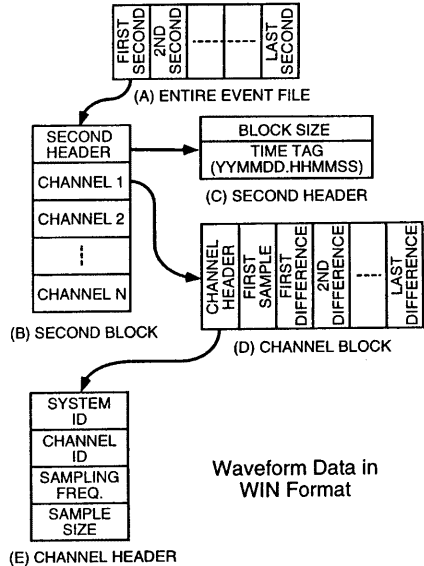 FIRST SECOND
2ND SECOND
LAST SECOND
(A) ENTIRE EVENT FILE
SECOND
HEADER
CHANNEL 1
CHANNEL 2
CHANNEL N
(B) SECOND BLOCK
BLOCK SIZE
TIME TAG
(YYMMDD.HHMMSS)
(C) SECOND HEADER
CHANNEL HEADER
FIRST SAMPLE
FIRST DIFFERENCE
2ND DIFFERENCE
LAST DIFFERENCE
(D) CHANNEL BLOCK
SYSTEM
ID
CHANNEL
ID
SAMPLING
FREQ.
SAMPLE
SIZE
(E) CHANNEL HEADER
Waveform Data in
WIN Format